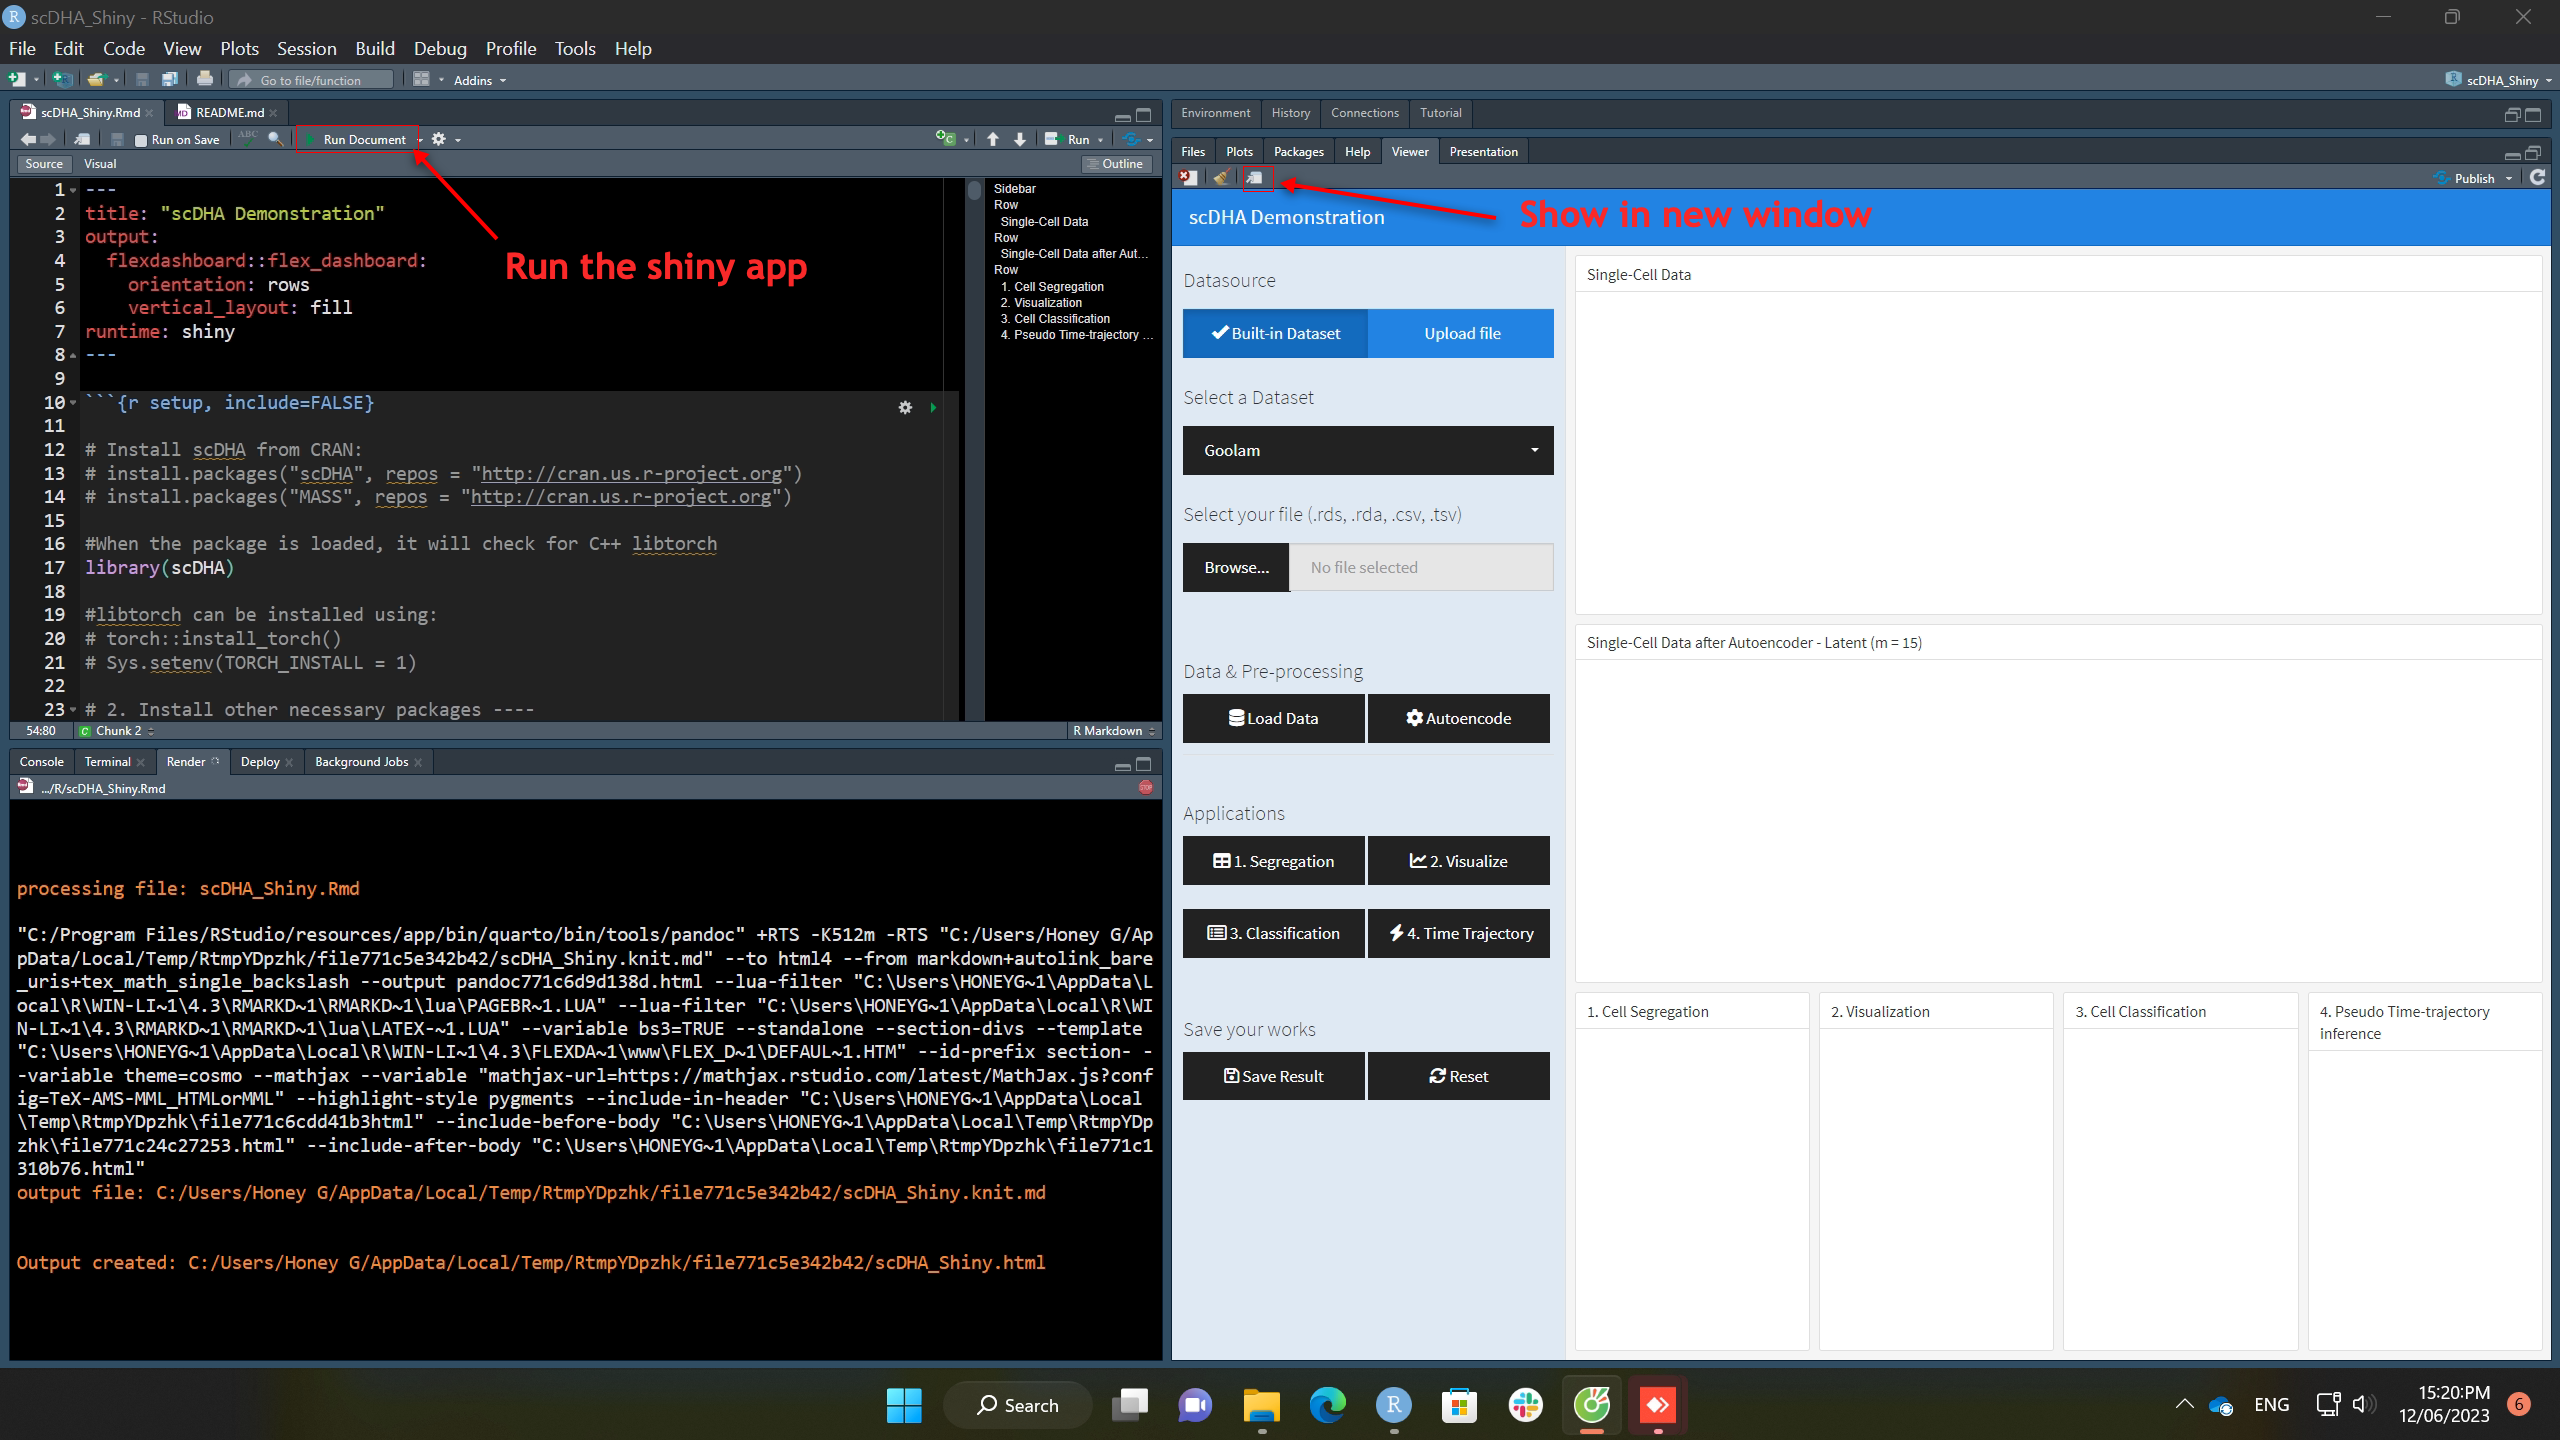 scDHA_Shiny - RStudio
File Edit Code View Plots Session Build Debug Profile Tools Help
Go to file/function
Addins
scDHA_Shiny
scDHA_Shiny.Rmd
README.md
Run on Save
ABC
Run Document
Run
Source
Visual
Outline
1 ---
2 title: "scDHA Demonstration"
3 output:
4 flexdashboard::flex_dashboard:
5 orientation: rows
6 vertical_layout: fill
7 runtime: shiny
8 ---
9
10 ```{r setup, include=FALSE}
11
12 # Install scDHA from CRAN:
13 # install.packages("scDHA", repos = "http://cran.us.r-project.org")
14 # install.packages("MASS", repos = "http://cran.us.r-project.org")
15
16 #When the package is loaded, it will check for C++ libtorch
17 library(scDHA)
18
19 #libtorch can be installed using:
20 # torch::install_torch()
21 # Sys.setenv(TORCH_INSTALL = 1)
22
23 # 2. Install other necessary packages ----
Run the shiny app
Sidebar
Row
Single-Cell Data
Row
Single-Cell Data after Aut...
Row
1. Cell Segregation
2. Visualization
3. Cell Classification
4. Pseudo Time-trajectory ...
54:80
Chunk 2
R Markdown
Console
Terminal
Render
Deploy
Background Jobs
.../R/scDHA_Shiny.Rmd
STOP
processing file: scDHA_Shiny.Rmd
"C:/Program Files/RStudio/resources/app/bin/quarto/bin/tools/pandoc" +RTS -K512m -RTS "C:/Users/Honey G/Ap
pData/Local/Temp/RtmpYDpzhk/file771c5e342b42/scDHA_Shiny.knit.md" --to html4 --from markdown+autolink_bare
_uris+tex_math_single_backslash --output pandoc771c6d9d138d.html --lua-filter "C:\Users\HONEYG~1\AppData\L
ocal\R\WIN-LI~1\4.3\RMARKD~1\RMARKD~1\lua\PAGEBR~1.LUA" --lua-filter "C:\Users\HONEYG~1\AppData\Local\R\WI
N-LI~1\4.3\RMARKD~1\RMARKD~1\lua\LATEX-~1.LUA" --variable bs3=TRUE --standalone --section-divs --template
"C:\Users\HONEYG~1\AppData\Local\R\WIN-LI~1\4.3\FLEXDA~1\www\FLEX_D~1\DEFAUL~1.HTM" --id-prefix section- -
-variable theme=cosmo --mathjax --variable "mathjax-url=https://mathjax.rstudio.com/latest/MathJax.js?conf
ig=TeX-AMS-MML_HTMLorMML" --highlight-style pygments --include-in-header "C:\Users\HONEYG~1\AppData\Local
\Temp\RtmpYDpzhk\file771c6cdd41b3html" --include-before-body "C:\Users\HONEYG~1\AppData\Local\Temp\RtmpYDp
zhk\file771c24c27253.html" --include-after-body "C:\Users\HONEYG~1\AppData\Local\Temp\RtmpYDpzhk\file771c1
310b76.html"
output file: C:/Users/Honey G/AppData/Local/Temp/RtmpYDpzhk/file771c5e342b42/scDHA_Shiny.knit.md
Output created: C:/Users/Honey G/AppData/Local/Temp/RtmpYDpzhk/file771c5e342b42/scDHA_Shiny.html
Environment
History
Connections
Tutorial
Files
Plots
Packages
Help
Viewer
Presentation
Publish
scDHA Demonstration
Show in new window
Datasource
Built-in Dataset
Upload file
Select a Dataset
Goolam
Select your file (.rds, .rda, .csv, .tsv)
Browse...
No file selected
Data & Pre-processing
Load Data
Autoencode
Applications
1. Segregation
2. Visualize
3. Classification
4. Time Trajectory
Save your works
Save Result
Reset
Single-Cell Data
Single-Cell Data after Autoencoder - Latent (m = 15)
1. Cell Segregation
2. Visualization
3. Cell Classification
4. Pseudo Time-trajectory
inference
Search
ENG
15:20:PM
12/06/2023
6